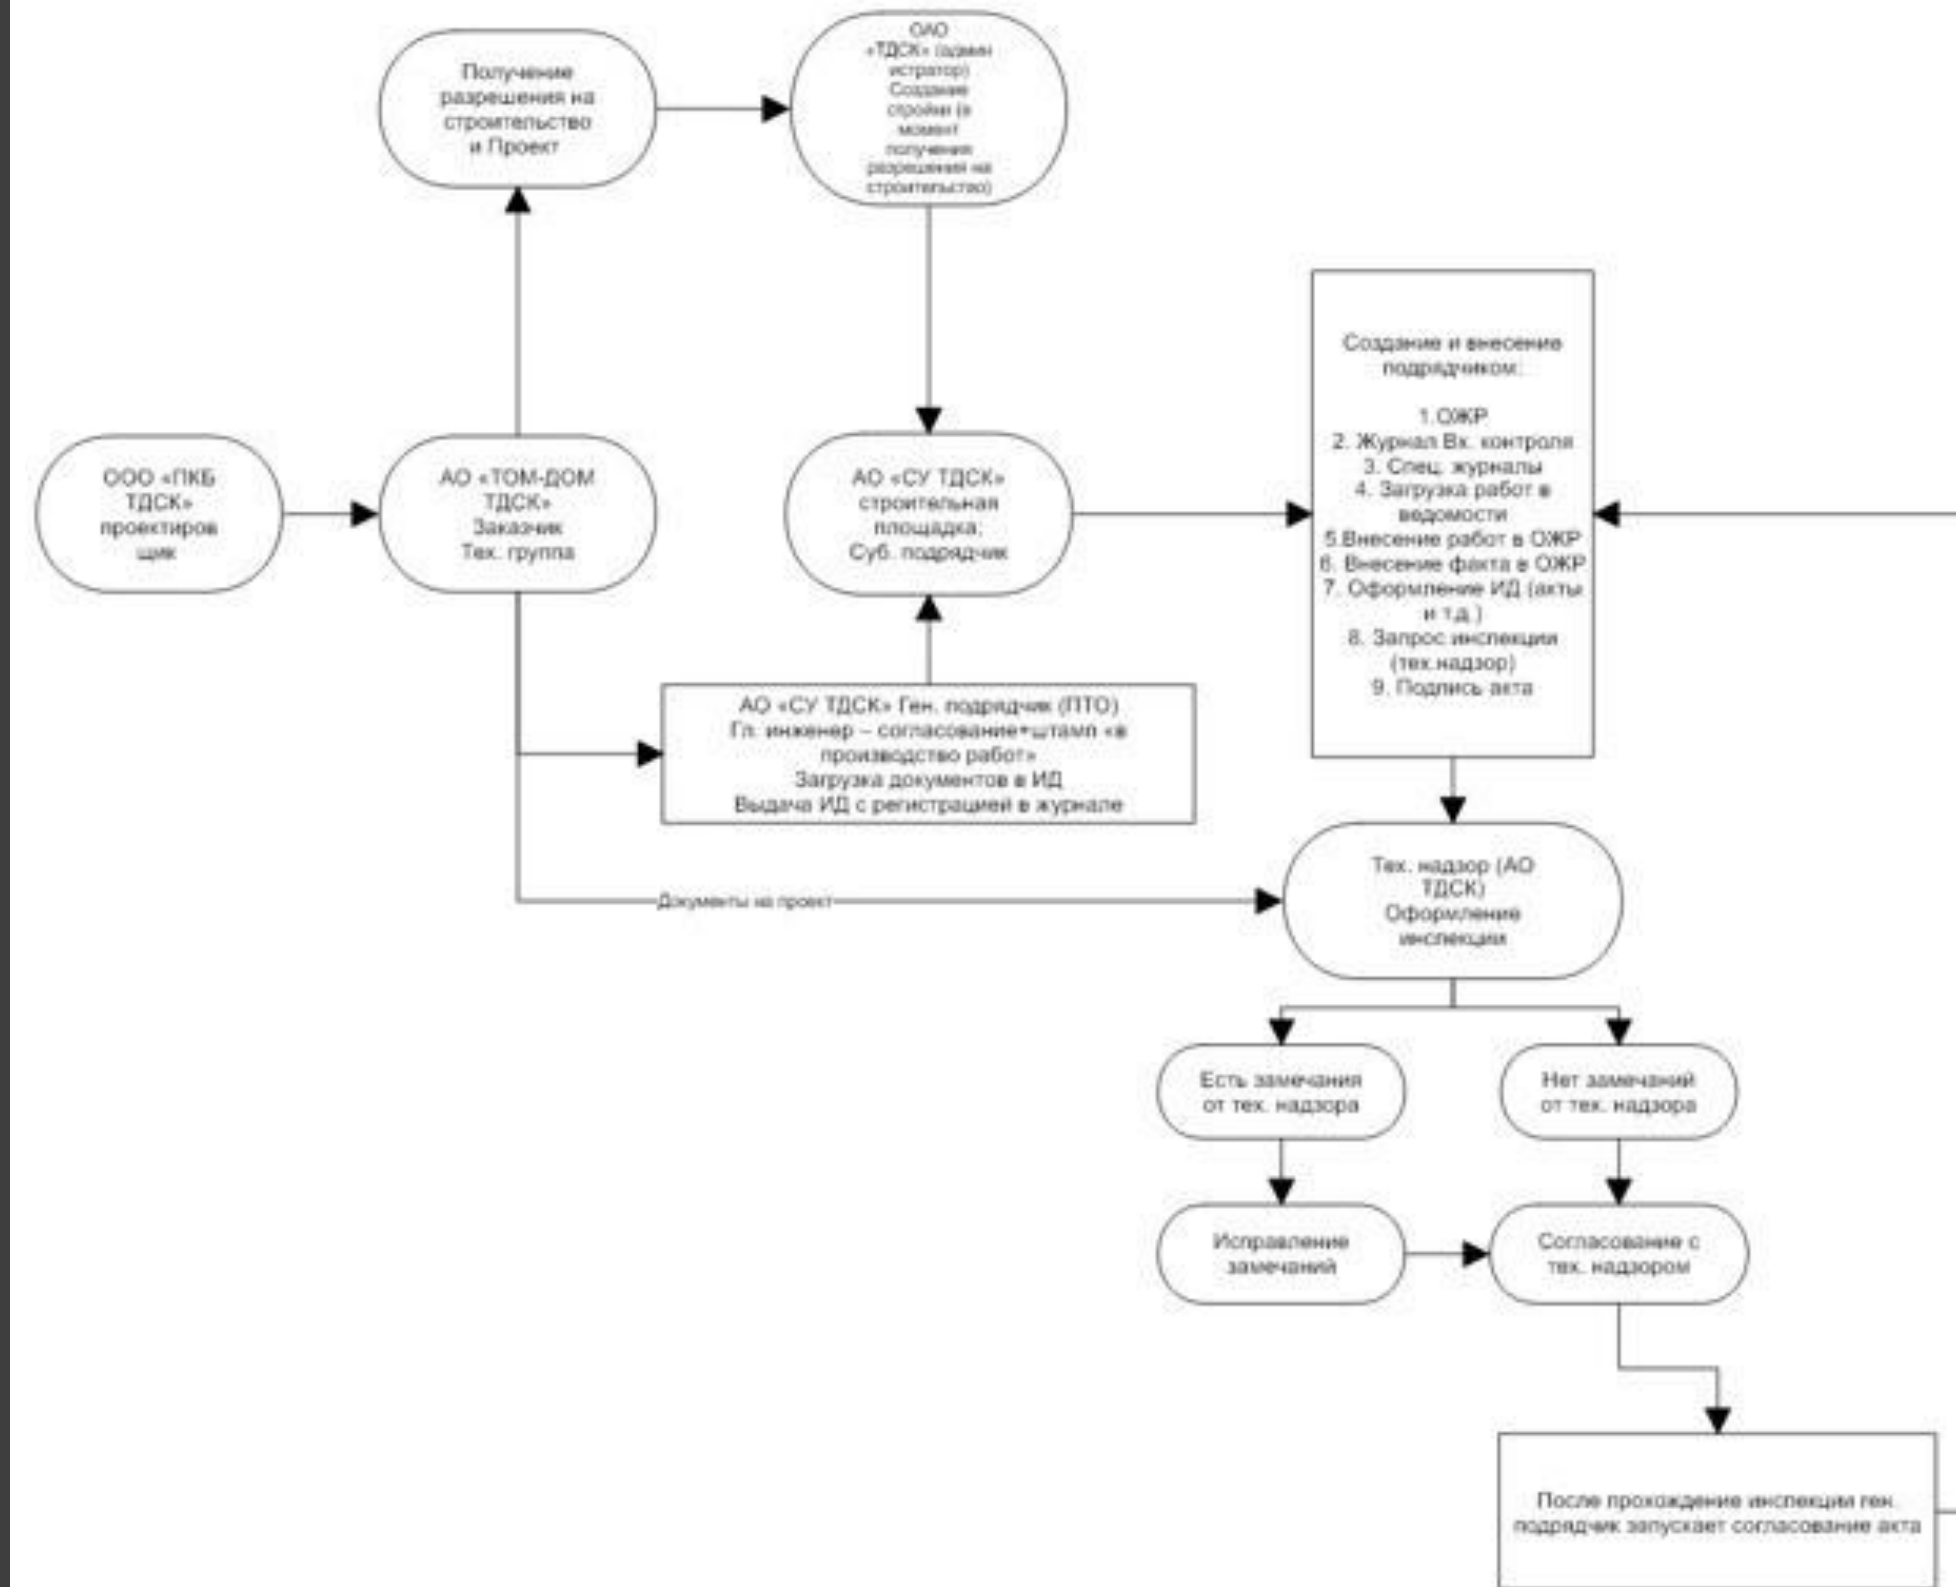 Получение
разрешения на
строительство
и Проект
ОАО
«ТДСК» (админ
истратор)
Создание
стройки (в
момент
получения
разрешения на
строительство)
ООО «ПКБ
ТДСК»
проектиров
щик
АО «ТОМ-ДОМ
ТДСК»
Заказчик
Тех. группа
АО «СУ ТДСК»
строительная
площадка;
Суб. подрядчик
Создание и внесение
подрядчиком:
1.ОЖР
2. Журнал Вх. контроля
3. Спец. журналы
4. Загрузка работ в
ведомости
5.Внесение работ в ОЖР
6. Внесение факта в ОЖР
7. Оформление ИД (акты
и т.д.)
8. Запрос инспекции
(тех.надзор)
9. Подпись акта
АО «СУ ТДСК» Ген. подрядчик (ПТО)
Гл. инженер – согласование+штамп «в
производство работ»
Загрузка документов в ИД
Выдача ИД с регистрацией в журнале
Документы на проект
Тех. надзор (АО
ТДСК)
Оформление
инспекции
Есть замечания
от тех. надзора
Нет замечаний
от тех. надзора
Исправление
замечаний
Согласование с
тех. надзором
После прохождение инспекции ген.
подрядчик запускает согласование акта